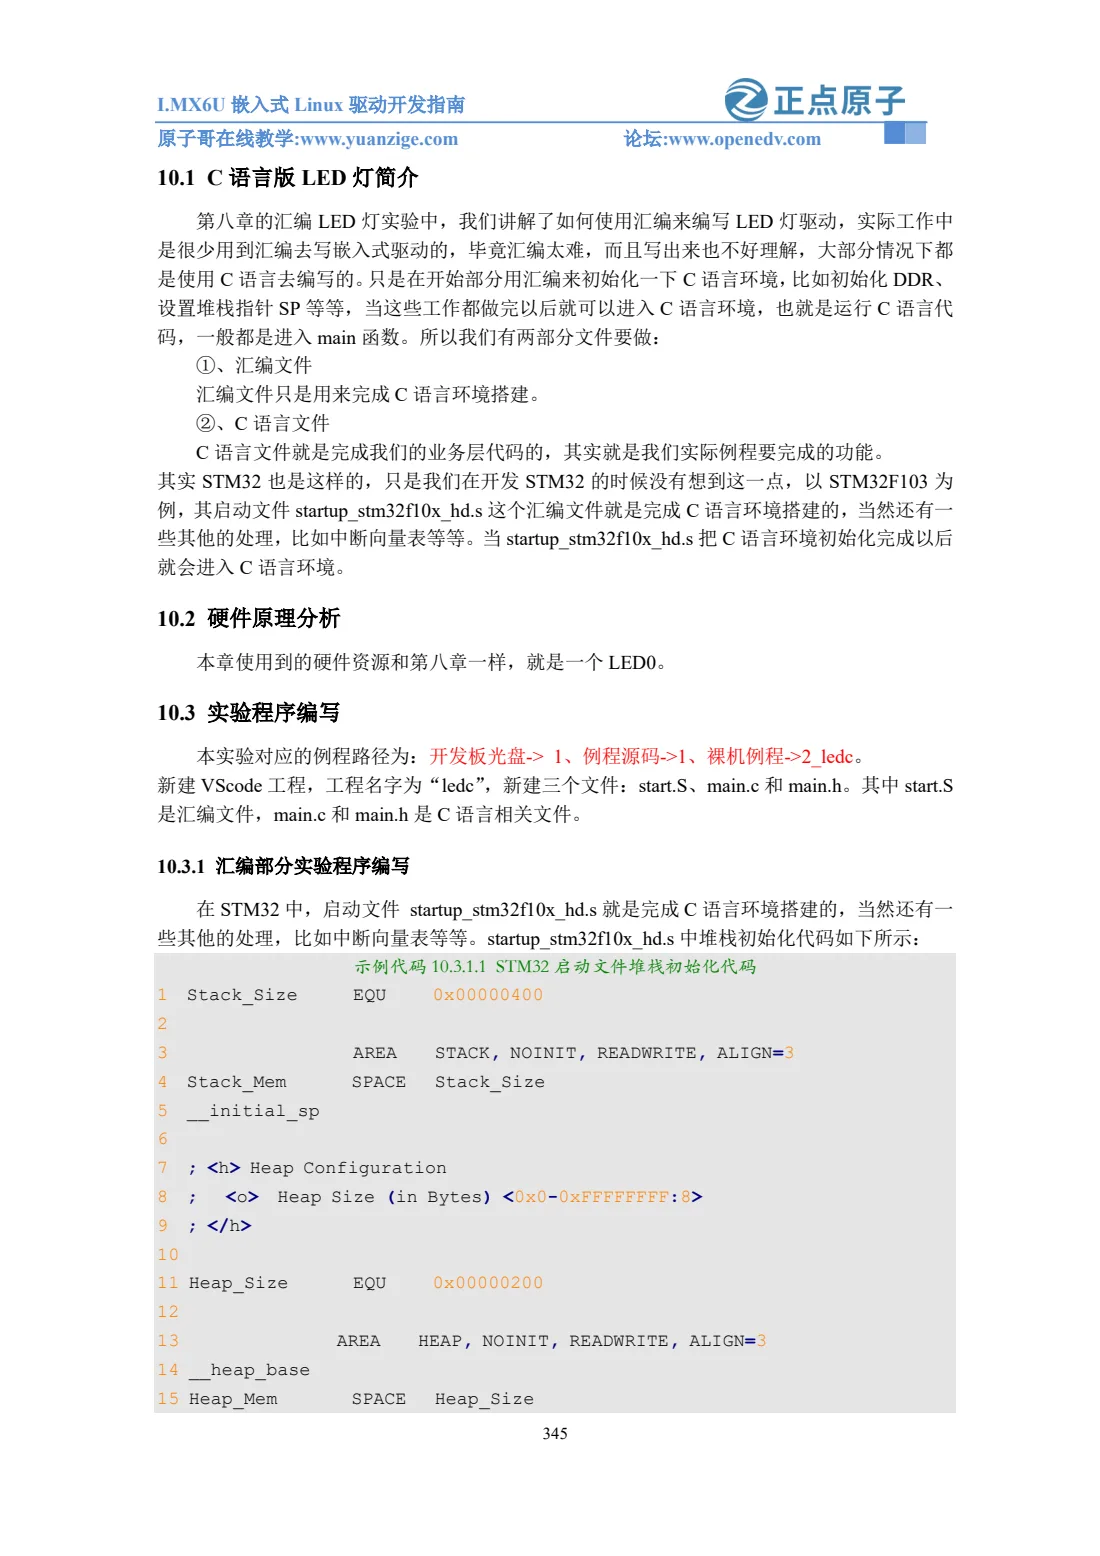 I.MX6U 嵌入式 Linux 驱动开发指南
正点原子
原子哥在线教学:www.yuanzige.com 论坛:www.openedv.com
10.1 C 语言版 LED 灯简介
第八章的汇编 LED 灯实验中，我们讲解了如何使用汇编来编写 LED 灯驱动，实际工作中
是很少用到汇编去写嵌入式驱动的，毕竟汇编太难，而且写出来也不好理解，大部分情况下都
是使用 C 语言去编写的。只是在开始部分用汇编来初始化一下 C 语言环境，比如初始化 DDR、
设置堆栈指针 SP 等等，当这些工作都做完以后就可以进入 C 语言环境，也就是运行 C 语言代
码，一般都是进入 main 函数。所以我们有两部分文件要做：
①、汇编文件
汇编文件只是用来完成 C 语言环境搭建。
②、C 语言文件
C 语言文件就是完成我们的业务层代码的，其实就是我们实际例程要完成的功能。
其实 STM32 也是这样的，只是我们在开发 STM32 的时候没有想到这一点，以 STM32F103 为
例，其启动文件 startup_stm32f10x_hd.s 这个汇编文件就是完成 C 语言环境搭建的，当然还有一
些其他的处理，比如中断向量表等等。当 startup_stm32f10x_hd.s 把 C 语言环境初始化完成以后
就会进入 C 语言环境。
10.2 硬件原理分析
本章使用到的硬件资源和第八章一样，就是一个 LED0。
10.3 实验程序编写
本实验对应的例程路径为：开发板光盘-> 1、例程源码->1、裸机例程->2_ledc。
新建 VScode 工程，工程名字为“ledc”，新建三个文件：start.S、main.c 和 main.h。其中 start.S
是汇编文件，main.c 和 main.h 是 C 语言相关文件。
10.3.1 汇编部分实验程序编写
在 STM32 中，启动文件 startup_stm32f10x_hd.s 就是完成 C 语言环境搭建的，当然还有一
些其他的处理，比如中断向量表等等。startup_stm32f10x_hd.s 中堆栈初始化代码如下所示：
示例代码 10.3.1.1 STM32 启动文件堆栈初始化代码
1 Stack_Size EQU 0x00000400
2
3 AREA STACK, NOINIT, READWRITE, ALIGN=3
4 Stack_Mem SPACE Stack_Size
5 __initial_sp
6
7 ; <h> Heap Configuration
8 ; <o> Heap Size (in Bytes) <0x0-0xFFFFFFFF:8>
9 ; </h>
10
11 Heap_Size EQU 0x00000200
12
13 AREA HEAP, NOINIT, READWRITE, ALIGN=3
14 __heap_base
15 Heap_Mem SPACE Heap_Size
345